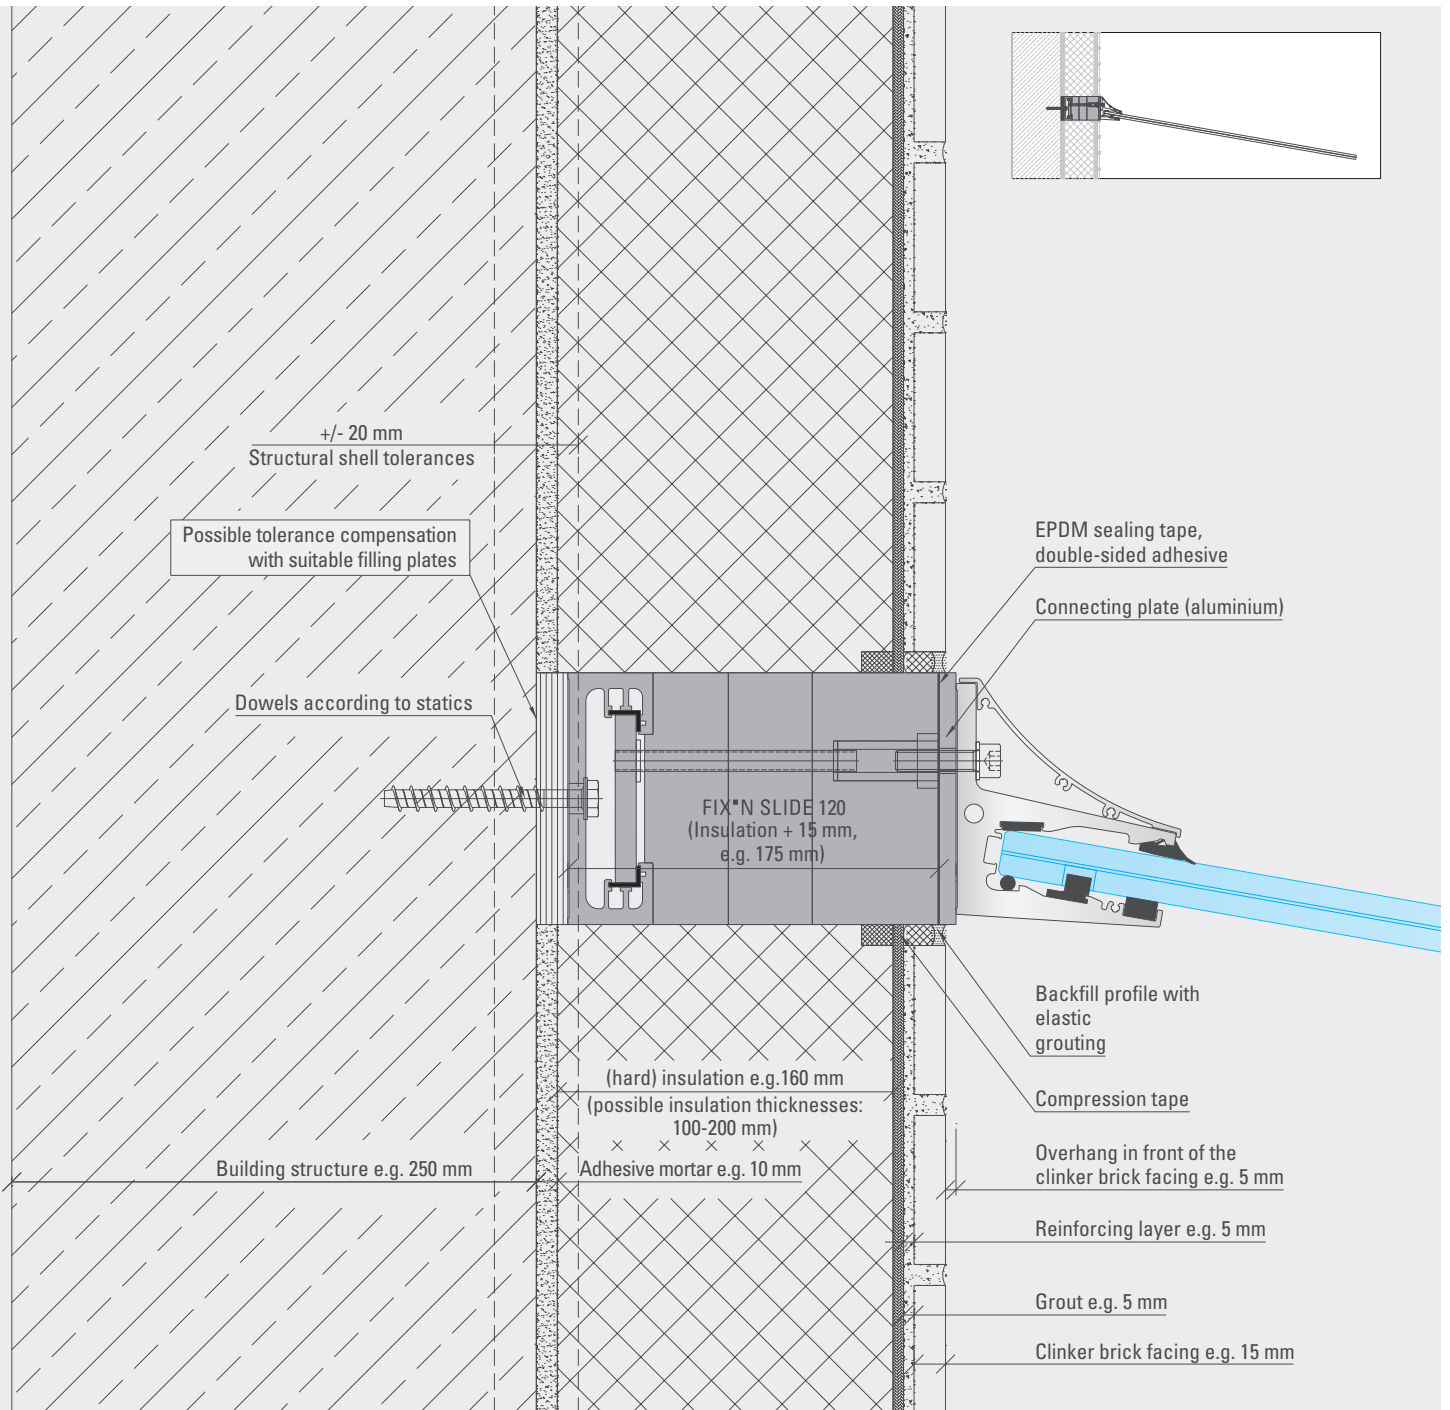 +/- 20 mm
Structural shell tolerances
Possible tolerance compensation
with suitable filling plates
EPDM sealing tape,
double-sided adhesive
Connecting plate (aluminium)
Dowels according to statics
FIX■N SLIDE 120
(Insulation + 15 mm,
e.g. 175 mm)
Backfill profile with
elastic
grouting
(hard) insulation e.g.160 mm
(possible insulation thicknesses:
100-200 mm)
Compression tape
Building structure e.g. 250 mm
Adhesive mortar e.g. 10 mm
Overhang in front of the
clinker brick facing e.g. 5 mm
Reinforcing layer e.g. 5 mm
Grout e.g. 5 mm
Clinker brick facing e.g. 15 mm